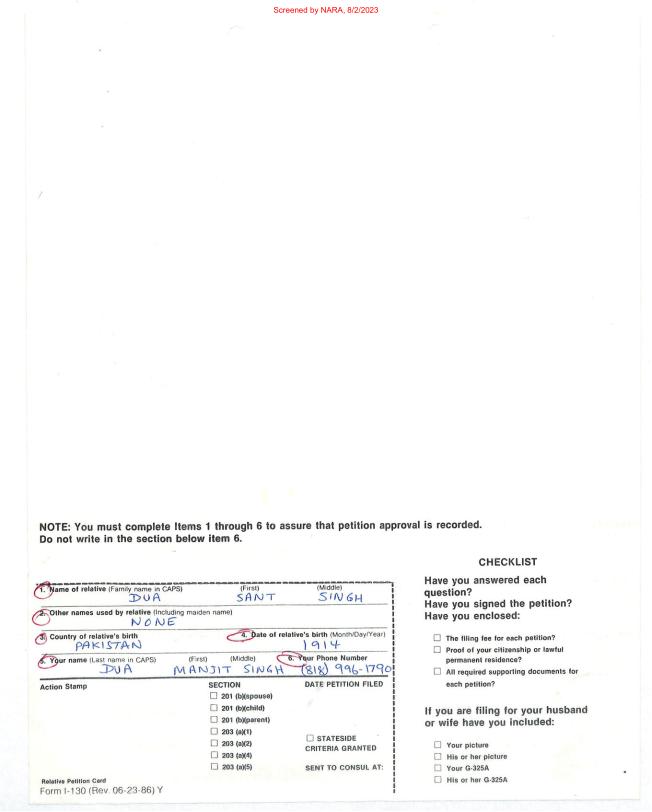 Screened by NARA, 8/2/2023
NOTE: You must complete Items 1 through 6 to assure that petition approval is recorded.
Do not write in the section below item 6.
1. Name of relative (Family name in CAPS) (First) (Middle)
DUA SANT SINGH
2. Other names used by relative (Including maiden name)
NONE
3. Country of relative's birth 4. Date of relative's birth (Month/Day/Year)
PAKISTAN 1914
5. Your name (Last name in CAPS) (First) (Middle) 6. Your Phone Number
DUA MANJIT SINGH (818) 996-1790
Action Stamp SECTION DATE PETITION FILED
201 (b)(spouse)
201 (b)(child)
201 (b)(parent)
203 (a)(1)
203 (a)(2)
203 (a)(4)
203 (a)(5)
STATESIDE
CRITERIA GRANTED
SENT TO CONSUL AT:
Relative Petition Card
Form I-130 (Rev. 06-23-86) Y
CHECKLIST
Have you answered each
question?
Have you signed the petition?
Have you enclosed:
The filing fee for each petition?
Proof of your citizenship or lawful
permanent residence?
All required supporting documents for
each petition?
If you are filing for your husband
or wife have you included:
Your picture
His or her picture
Your G-325A
His or her G-325A